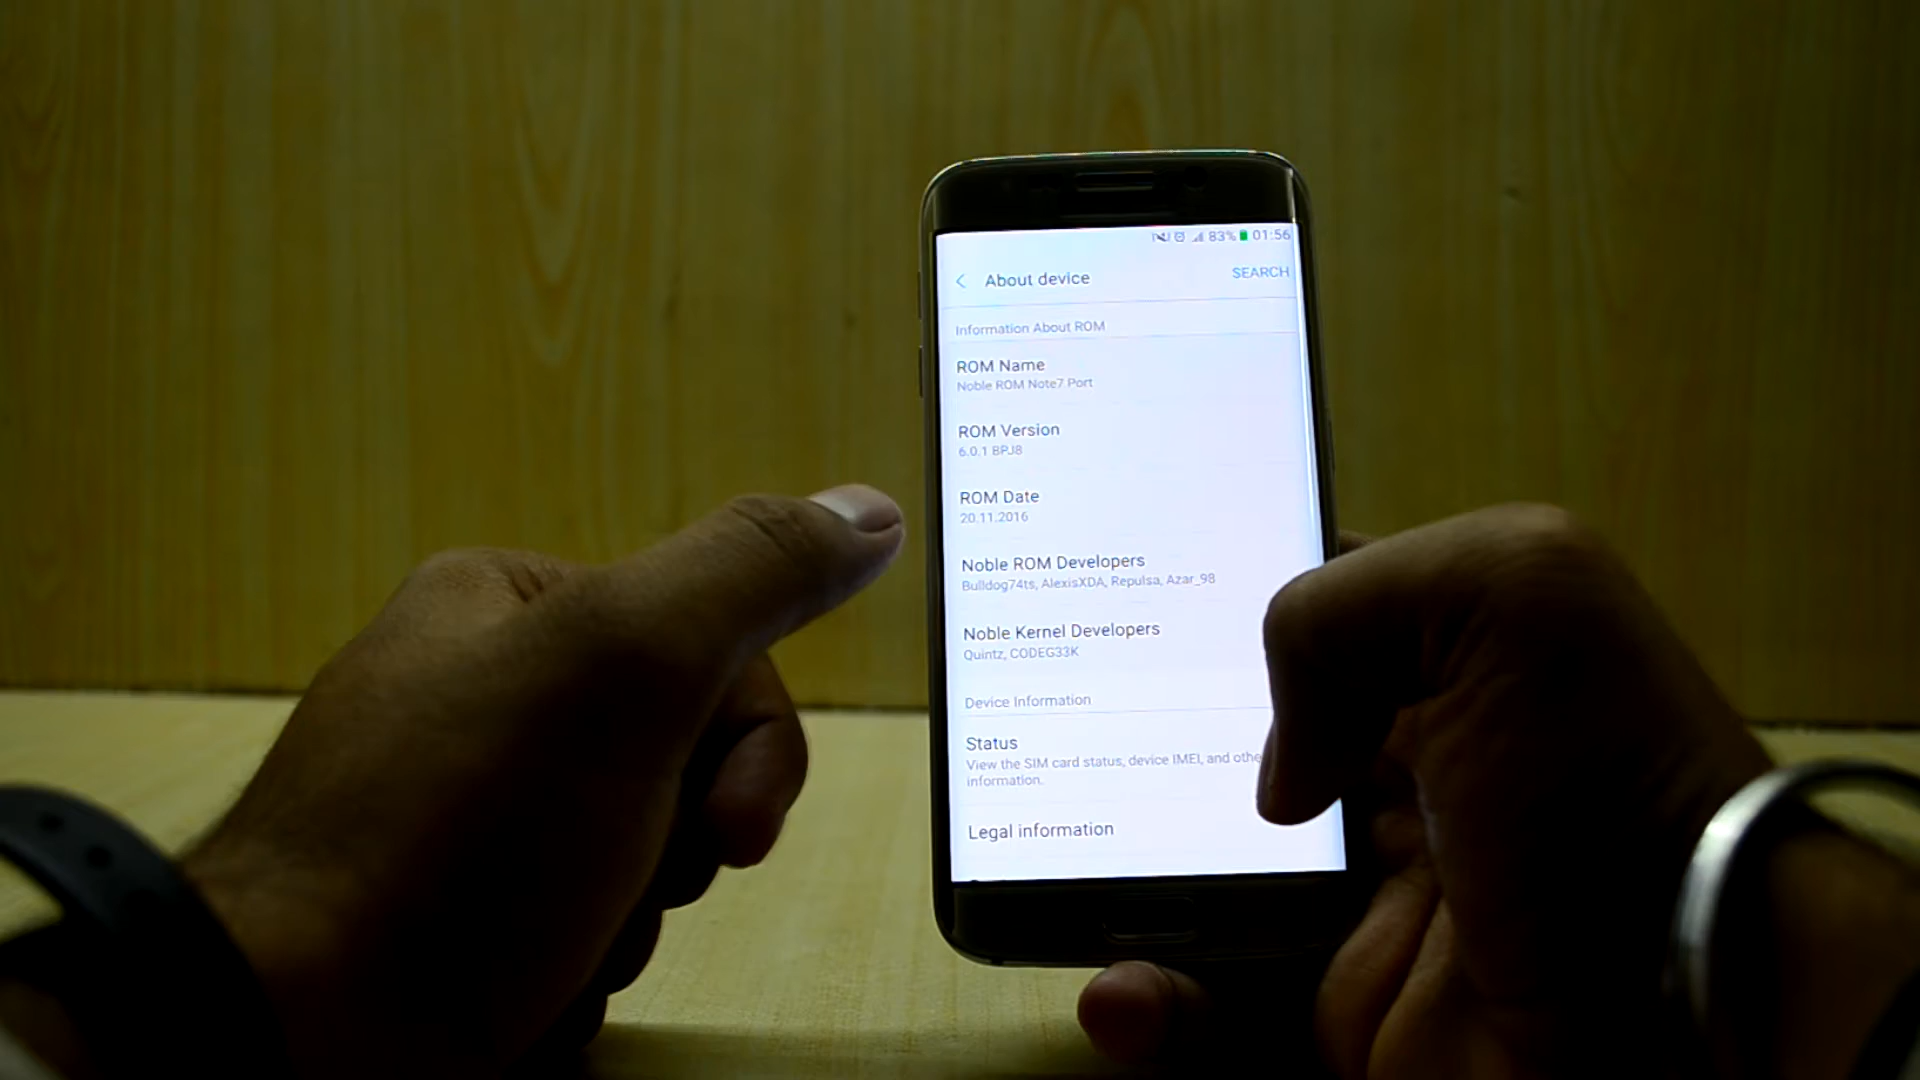 83% 01:56
About device
SEARCH
Information About ROM
ROM Name
Noble ROM Note7 Port
ROM Version
6.0.1 BPJ8
ROM Date
20.11.2016
Noble ROM Developers
Bulldog74ts, AlexisXDA, Repulsa, Azar_98
Noble Kernel Developers
Quintz, CODEG33K
Device Information
Status
View the SIM card status, device IMEI, and othe
information.
Legal information